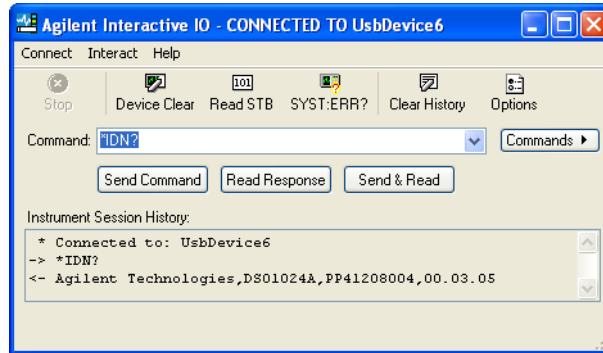 Agilent Interactive IO - CONNECTED TO UsbDevice6
Connect Interact Help
101
Stop Device Clear Read STB SYST:ERR? Clear History Options
Command: *IDN? Commands
Send Command Read Response Send & Read
Instrument Session History:
* Connected to: UsbDevice6
-> *IDN?
<- Agilent Technologies,DSO1024A,PP41208004,00.03.05